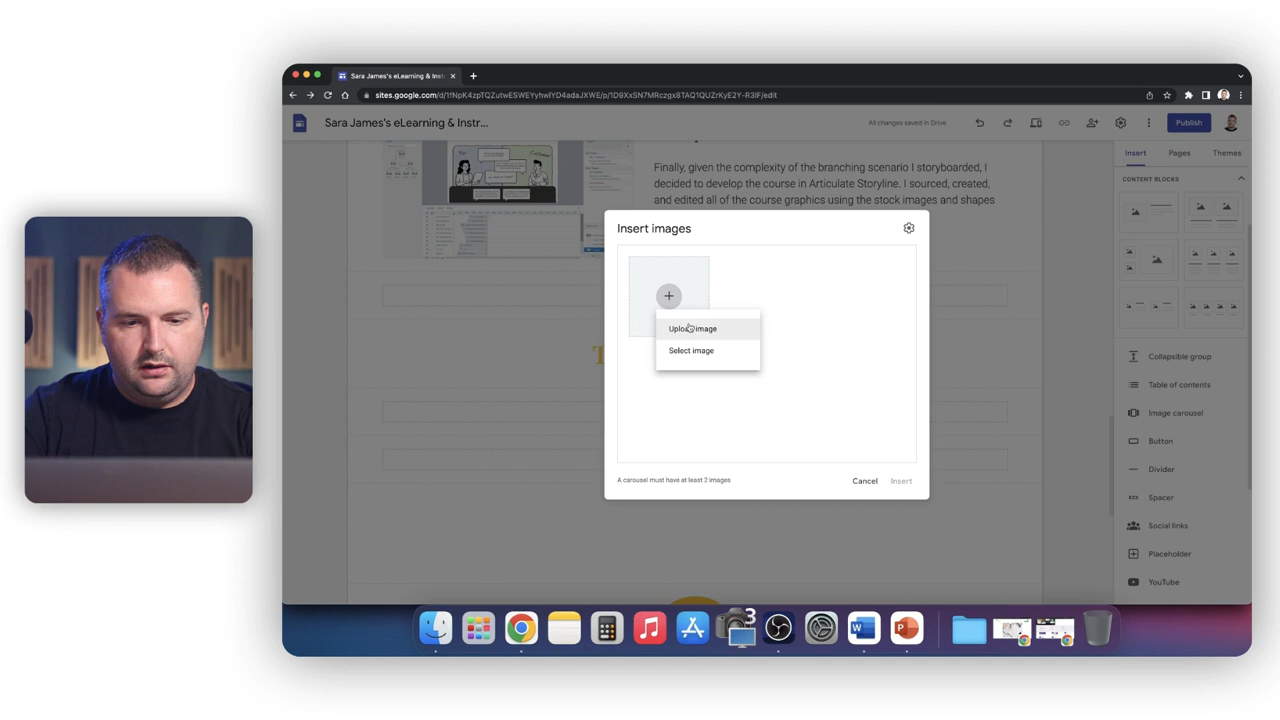 Sara James's eLearning & Inst
sites.google.com/d/1fNpK4zpTQZutwESWEYyhwIYD4adaJXWE/p/1D9XxSN7MRczgx8TAQ1QUZrKyE2Y-R3IF/edit
Sara James's eLearning & Instr...
All changes saved in Drive
Publish
Insert
Pages
Themes
CONTENT BLOCKS
Finally, given the complexity of the branching scenario I storyboarded, I
decided to develop the course in Articulate Storyline. I sourced, created,
and edited all of the course graphics using the stock images and shapes
Insert images
Upload image
Select image
A carousel must have at least 2 images
Cancel
Insert
T
Collapsible group
Table of contents
Image carousel
Button
Divider
Spacer
Social links
Placeholder
YouTube
3